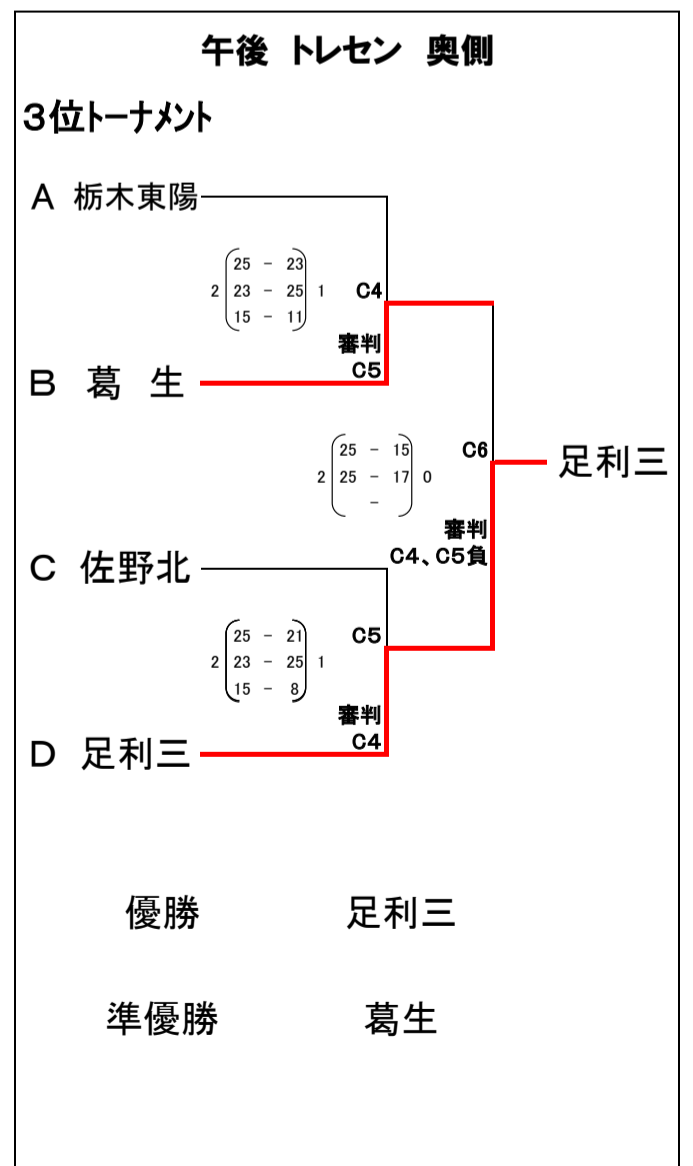 午後 トレセン 奥側
３位トーナメント
A 栃木東陽
25 - 23
2 23 - 25 1 C4
15 - 11
審判
B 葛 生 C5
25 - 15 C6
2 25 - 17 0 足利三
-
審判
C4、C5負
C 佐野北
25 - 21 C5
2 23 - 25 1
15 - 8
審判
C4
D 足利三
優勝 足利三
準優勝 葛生